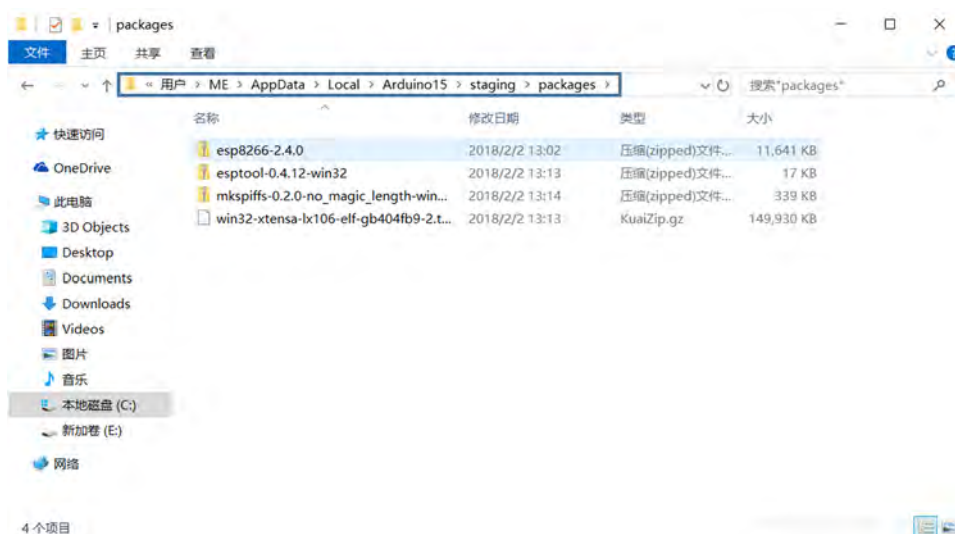 packages
文件 主页 共享 查看
« 用户 › ME › AppData › Local › Arduino15 › staging › packages ›
搜索"packages"
名称 修改日期 类型 大小
快速访问
OneDrive
此电脑
3D Objects
Desktop
Documents
Downloads
Videos
图片
音乐
本地磁盘 (C:)
新加卷 (E:)
网络
esp8266-2.4.0 2018/2/2 13:02 压缩(zipped)文件... 11,641 KB
esptool-0.4.12-win32 2018/2/2 13:13 压缩(zipped)文件... 17 KB
mkspiffs-0.2.0-no_magic_length-win... 2018/2/2 13:14 压缩(zipped)文件... 339 KB
win32-xtensa-lx106-elf-gb404fb9-2.t... 2018/2/2 13:13 KuaiZip.gz 149,930 KB
4 个项目